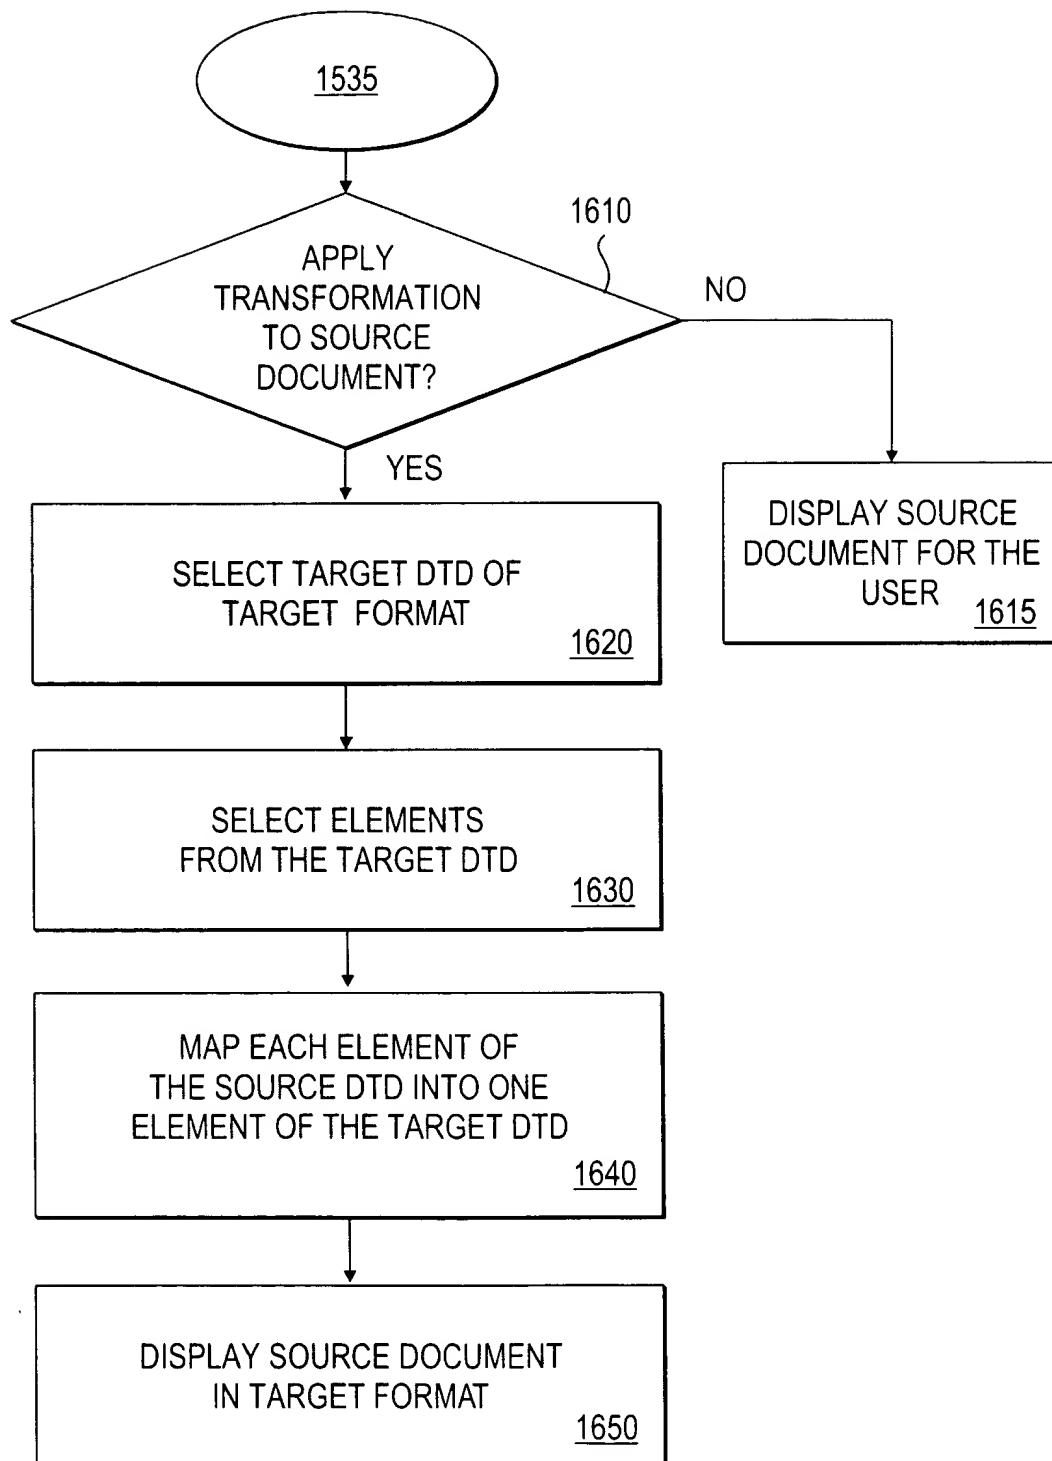 1535
1610
APPLY
TRANSFORMATION
TO SOURCE
DOCUMENT?
NO
YES
SELECT TARGET DTD OF
TARGET FORMAT
1620
DISPLAY SOURCE
DOCUMENT FOR THE
USER
1615
SELECT ELEMENTS
FROM THE TARGET DTD
1630
MAP EACH ELEMENT OF
THE SOURCE DTD INTO ONE
ELEMENT OF THE TARGET DTD
1640
DISPLAY SOURCE DOCUMENT
IN TARGET FORMAT
1650